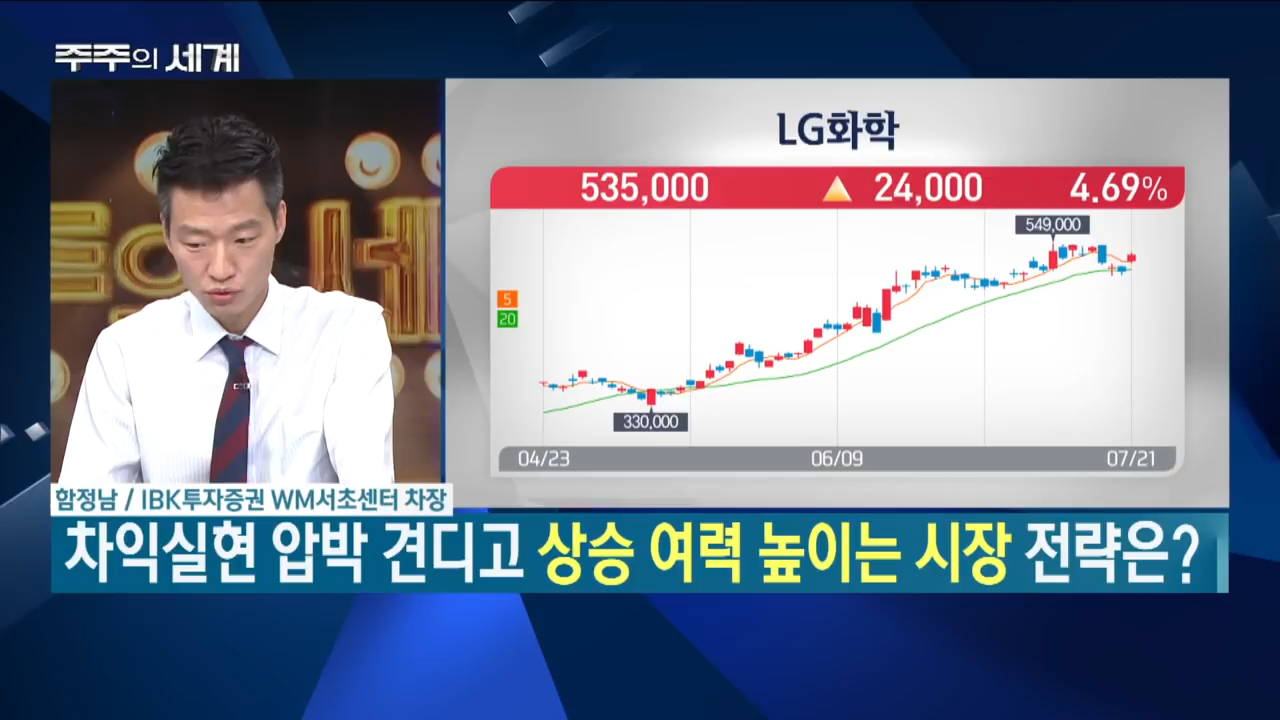 주주의 세계
LG화학
535,000 ▲ 24,000 4.69%
549,000
5
20
330,000
04/23 06/09 07/21
함정남 / IBK투자증권 WM서초센터 차장
차익실현 압박 견디고 상승 여력 높이는 시장 전략은?